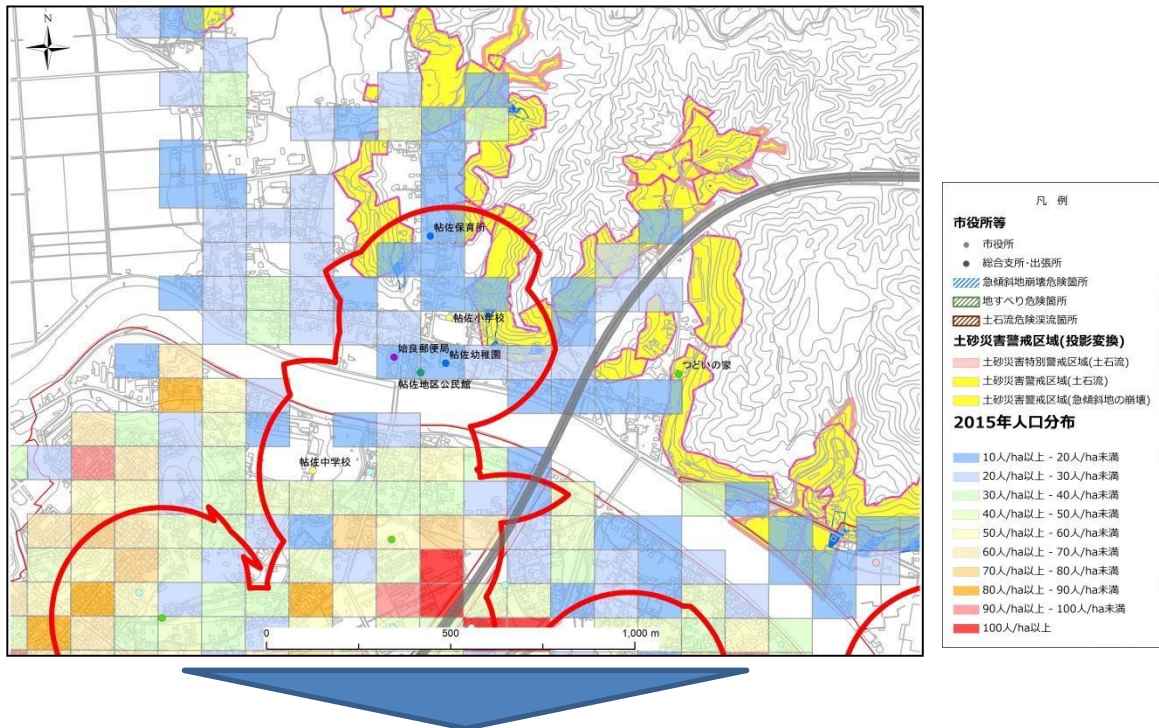 N
帖佐保育所
帖佐小学校
姶良郵便局
帖佐幼稚園
帖佐地区公民館
つどいの家
帖佐中学校
0 500 1,000 m
凡 例
市役所等
市役所
総合支所・出張所
急傾斜地崩壊危険箇所
地すべり危険箇所
土石流危険渓流箇所
土砂災害警戒区域(投影変換)
土砂災害特別警戒区域(土石流)
土砂災害警戒区域(土石流)
土砂災害警戒区域(急傾斜地の崩壊)
2015年人口分布
10人/ha以上 - 20人/ha未満
20人/ha以上 - 30人/ha未満
30人/ha以上 - 40人/ha未満
40人/ha以上 - 50人/ha未満
50人/ha以上 - 60人/ha未満
60人/ha以上 - 70人/ha未満
70人/ha以上 - 80人/ha未満
80人/ha以上 - 90人/ha未満
90人/ha以上 - 100人/ha未満
100人/ha以上